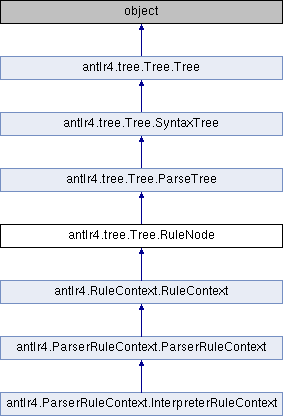 object
antlr4.tree.Tree.Tree
antlr4.tree.Tree.SyntaxTree
antlr4.tree.Tree.ParseTree
antlr4.tree.Tree.RuleNode
antlr4.RuleContext.RuleContext
antlr4.ParserRuleContext.ParserRuleContext
antlr4.ParserRuleContext.InterpreterRuleContext